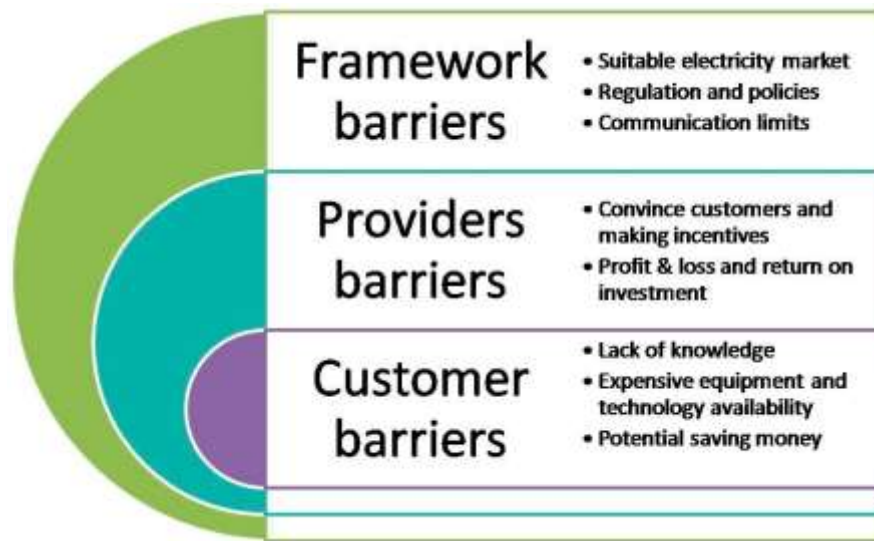 Framework
barriers
• Suitable electricity market
• Regulation and policies
• Communication limits
Providers
barriers
• Convince customers and
making incentives
• Profit & loss and return on
investment
Customer
barriers
• Lack of knowledge
• Expensive equipment and
technology availability
• Potential saving money